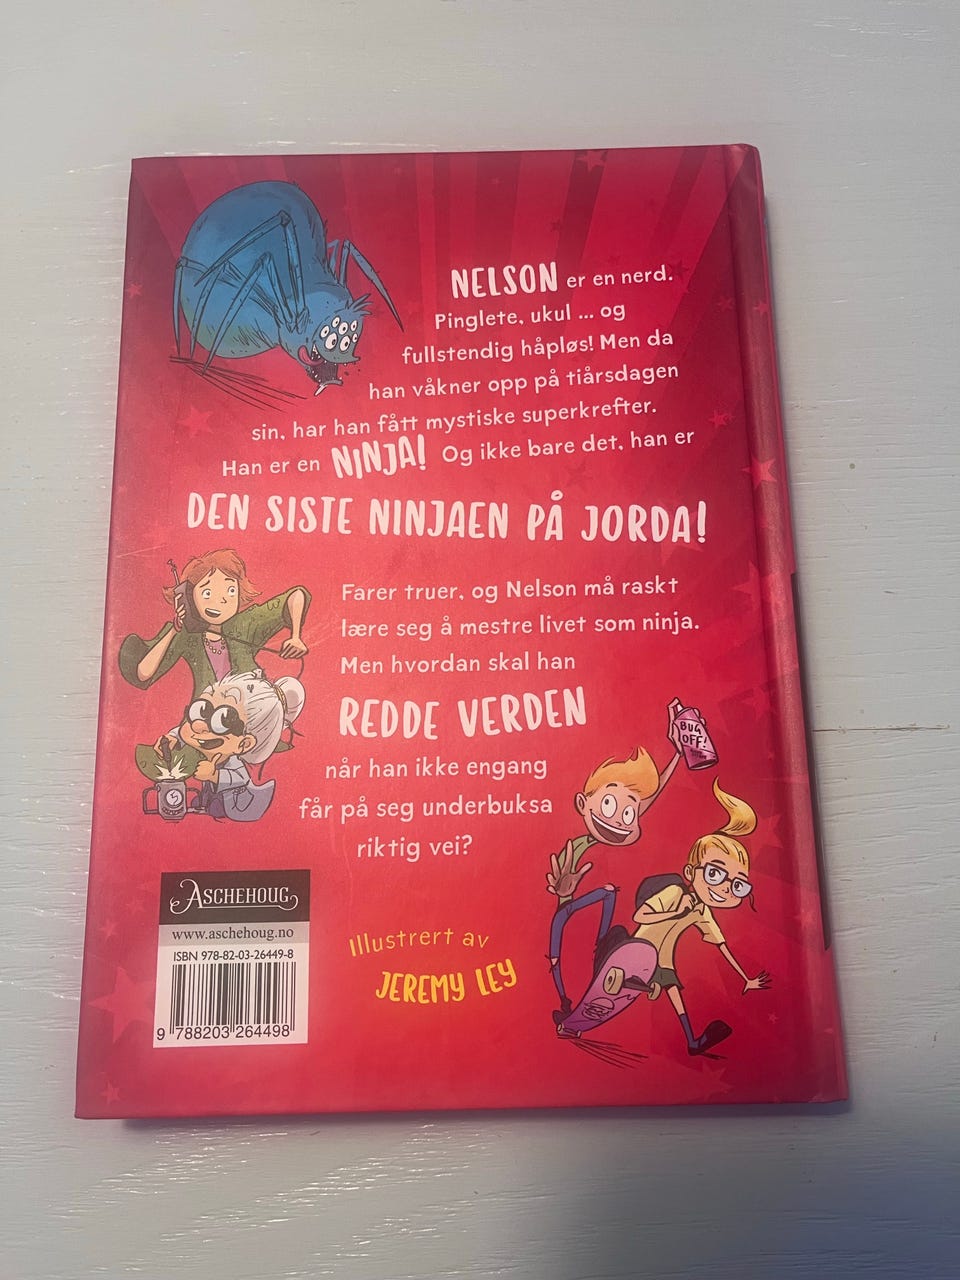 NELSON er en nerd.
Pinglete, ukul ... og
fullstendig håpløs! Men da
han våkner opp på tiårsdagen
sin, har han fått mystiske superkrefter.
Han er en NINJA! Og ikke bare det, han er
DEN SISTE NINJAEN PÅ JORDA!
Farer truer, og Nelson må raskt
lære seg å mestre livet som ninja.
Men hvordan skal han
REDDE VERDEN
når han ikke engang
får på seg underbuksa
riktig vei?
BUG
OFF!
ASCHEHOUG
www.aschehoug.no
ISBN 978-82-03-26449-8
9 788203 264498
Illustrert av
JEREMY LEY